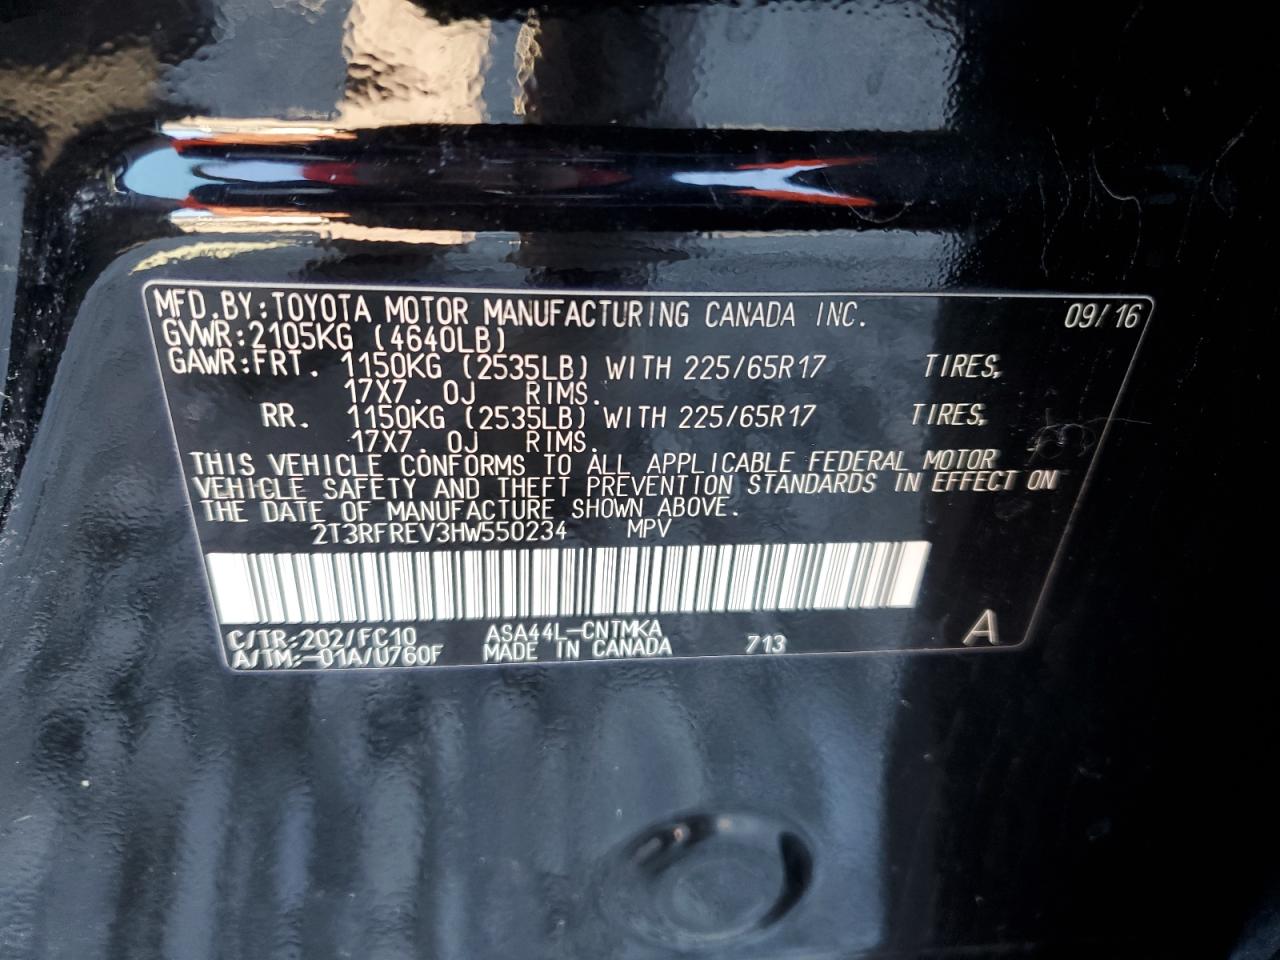 MFD.BY:TOYOTA MOTOR MANUFACTURING CANADA INC. 09/16
GVWR:2105KG (4640LB)
GAWR:FRT. 1150KG (2535LB) WITH 225/65R17 TIRES,
17X7.0J RIMS.
RR. 1150KG (2535LB) WITH 225/65R17 TIRES,
17X7.0J RIMS.
THIS VEHICLE CONFORMS TO ALL APPLICABLE FEDERAL MOTOR
VEHICLE SAFETY AND THEFT PREVENTION STANDARDS IN EFFECT ON
THE DATE OF MANUFACTURE SHOWN ABOVE.
2T3RFREV3HW550234 MPV
C/TR:202/FC10 ASA44L-CNTMKA 713 A
A/TM:-01A/U760F MADE IN CANADA